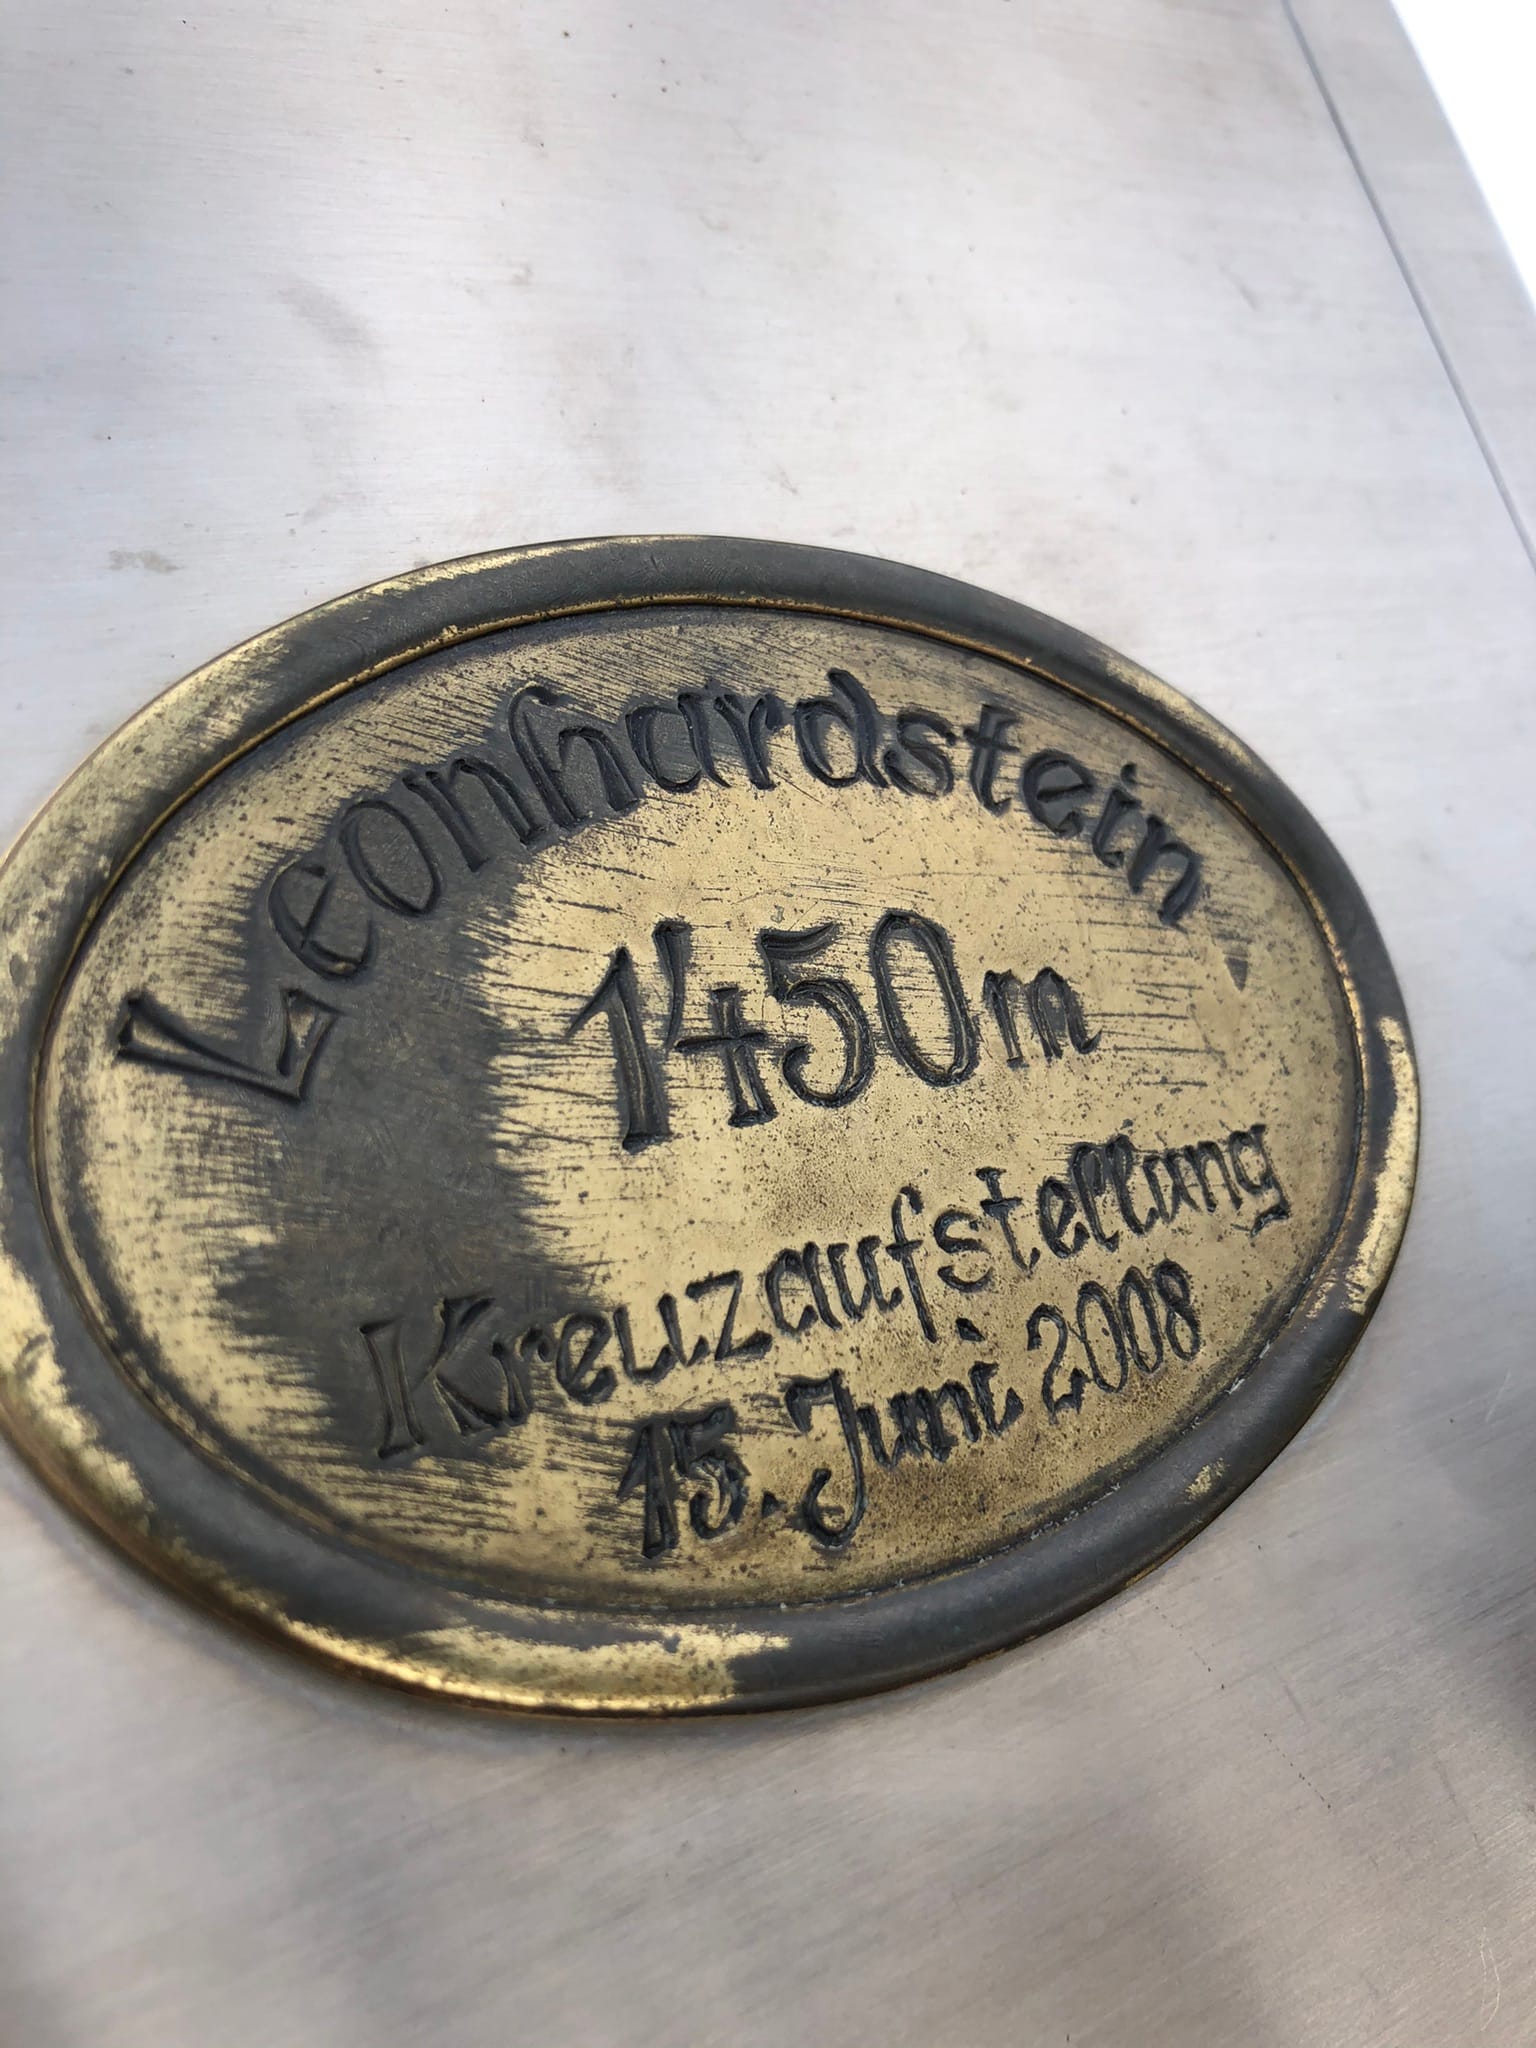 Leonhardstein
1450m
Kreuzaufstellung
15. Juni 2008